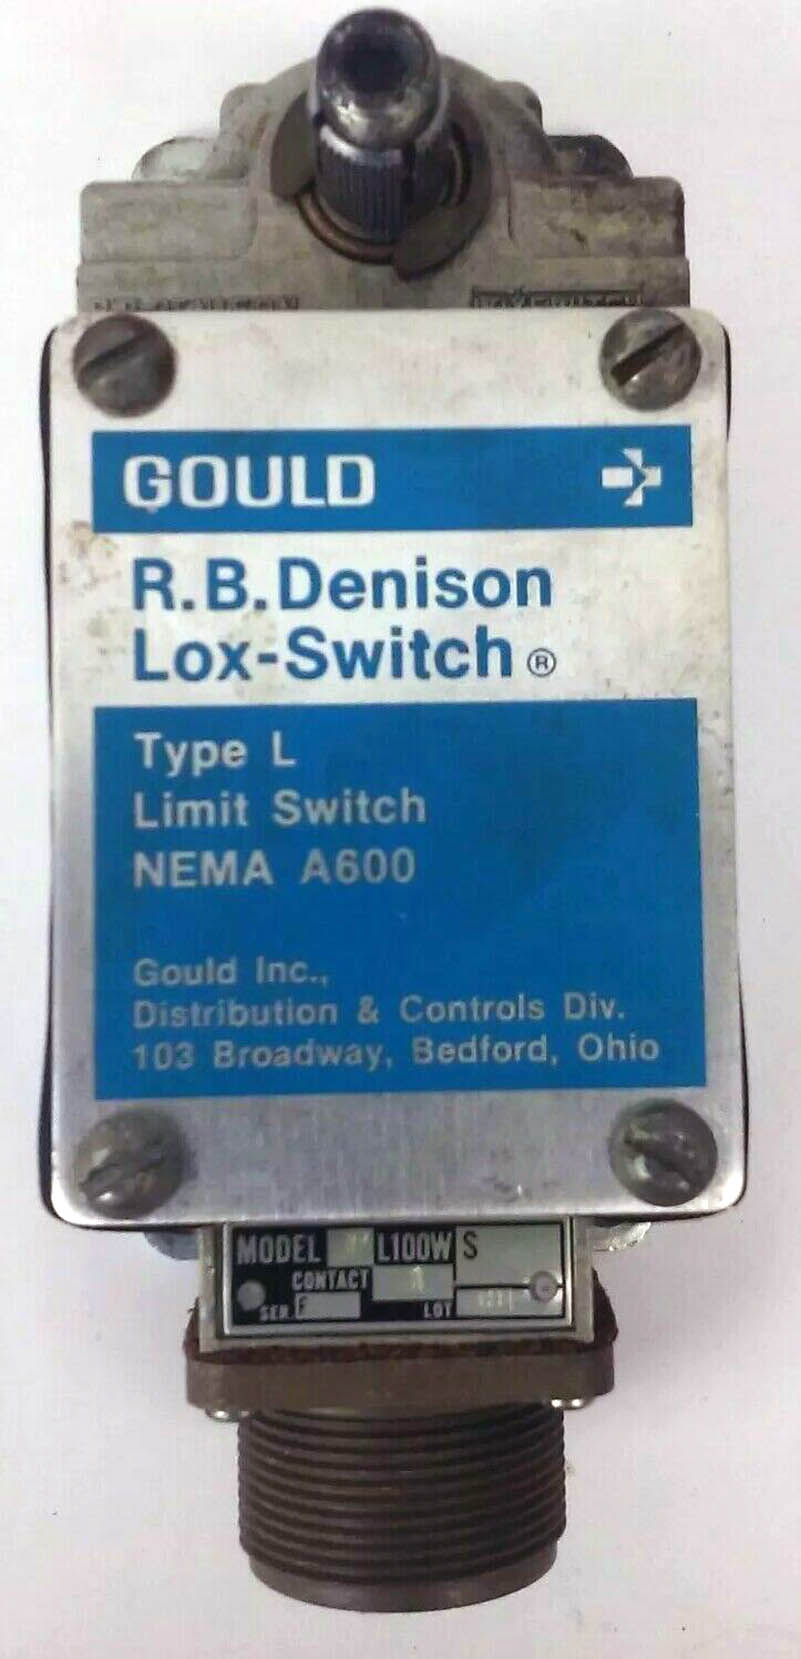 GOULD
R.B.Denison
Lox-Switch ®
Type L
Limit Switch
NEMA A600
Gould Inc.,
Distribution & Controls Div.
103 Broadway, Bedford, Ohio
MODEL L100W S
CONTACT
SER. F LOT